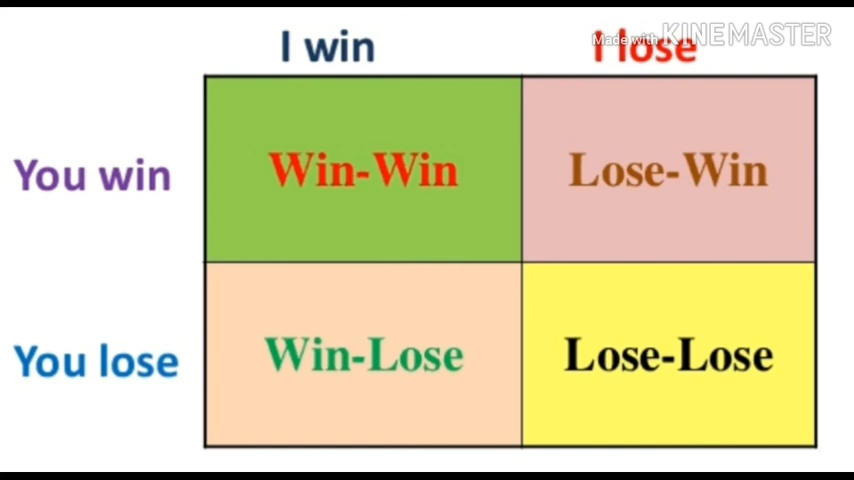 I win
I lose
Made with KINEMASTER
You win
Win-Win
Lose-Win
You lose
Win-Lose
Lose-Lose